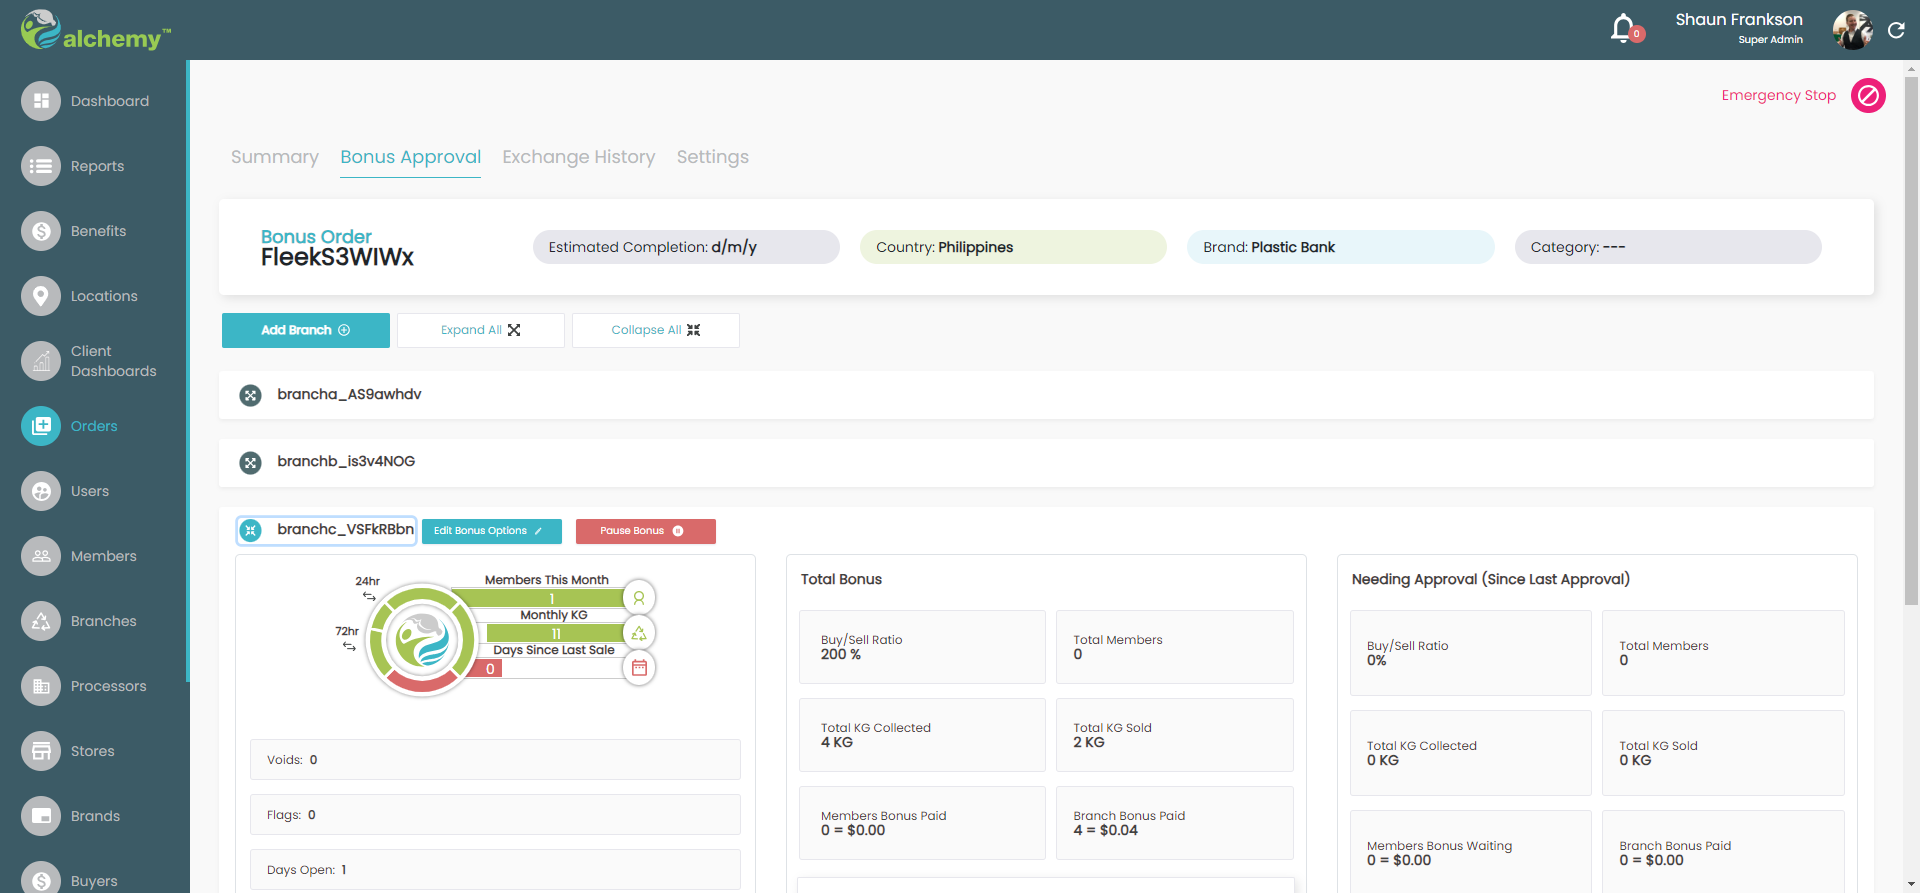 alchemy™
0
Shaun Frankson
Super Admin
Dashboard
Reports
Benefits
Locations
Client
Dashboards
Orders
Users
Members
Branches
Processors
Stores
Brands
Buyers
Emergency Stop
Summary Bonus Approval Exchange History Settings
Bonus Order
FleekS3WIWx
Estimated Completion: d/m/y
Country: Philippines
Brand: Plastic Bank
Category: ---
Add Branch
Expand All
Collapse All
brancha_AS9awhdv
branchb_is3v4NOG
branchc_VSFkRBbn
Edit Bonus Options
Pause Bonus
24hr
72hr
Members This Month
1
Monthly KG
11
Days Since Last Sale
0
Voids: 0
Flags: 0
Days Open: 1
Total Bonus
Buy/Sell Ratio
200 %
Total Members
0
Total KG Collected
4 KG
Total KG Sold
2 KG
Members Bonus Paid
0 = $0.00
Branch Bonus Paid
4 = $0.04
Needing Approval (Since Last Approval)
Buy/Sell Ratio
0%
Total Members
0
Total KG Collected
0 KG
Total KG Sold
0 KG
Members Bonus Waiting
0 = $0.00
Branch Bonus Paid
0 = $0.00